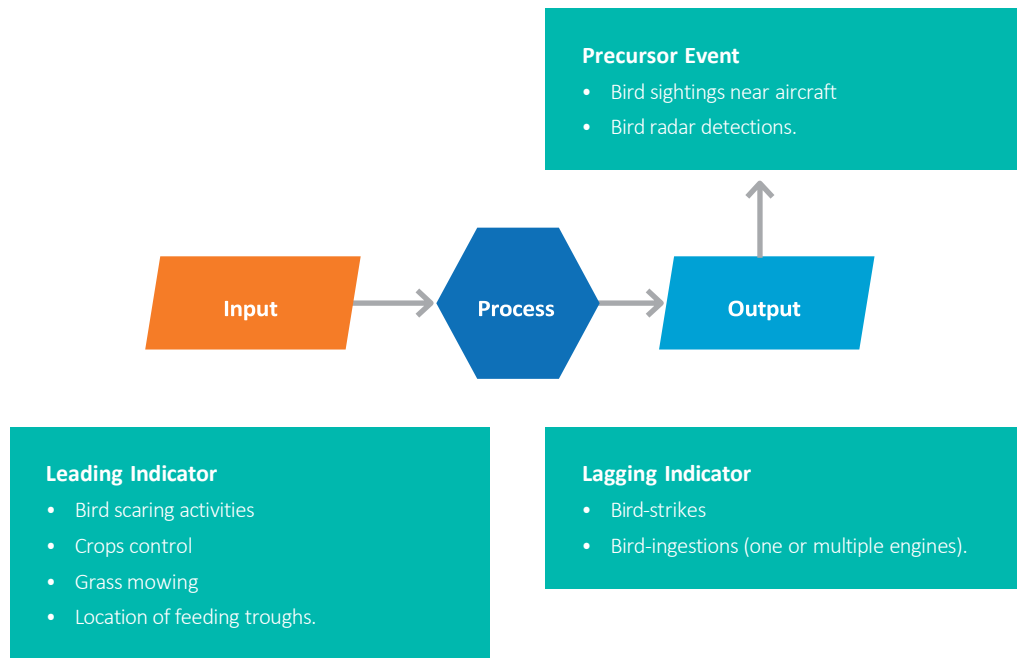 Precursor Event
• Bird sightings near aircraft
• Bird radar detections.
Input
Process
Output
Leading Indicator
• Bird scaring activities
• Crops control
• Grass mowing
• Location of feeding troughs.
Lagging Indicator
• Bird-strikes
• Bird-ingestions (one or multiple engines).